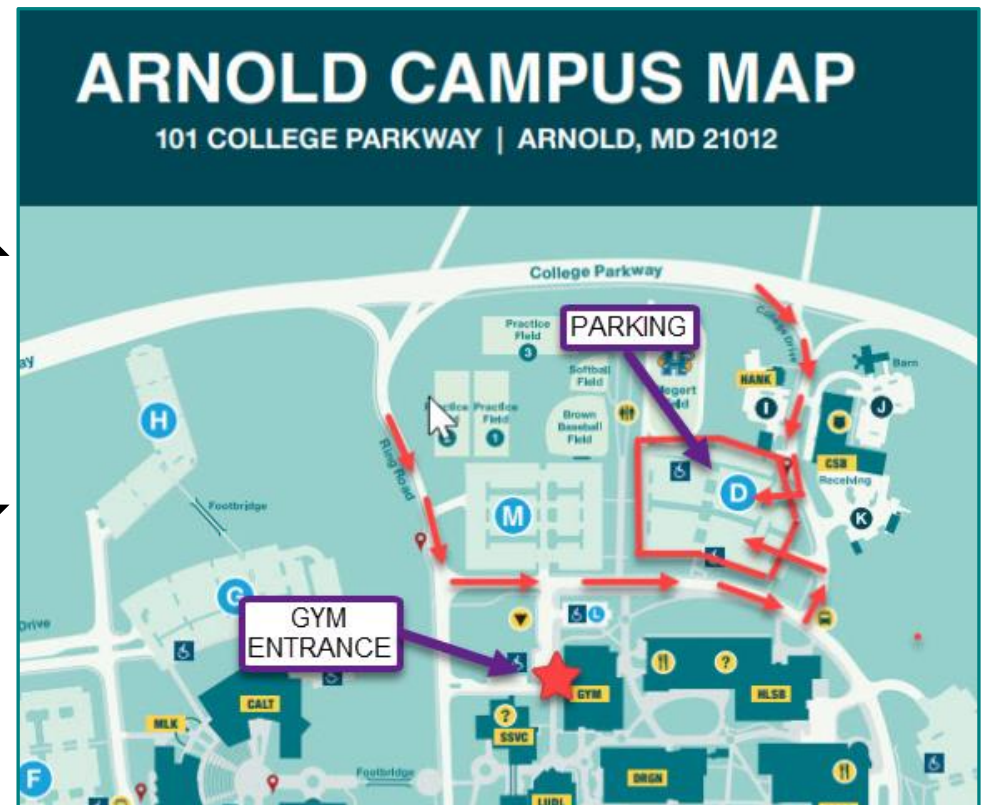 ARNOLD CAMPUS MAP
101 COLLEGE PARKWAY | ARNOLD, MD 21012
College Parkway
College Drive
Practice
Field
3
PARKING
Softball
Field
HANK
Barn
I
J
H
Practice
Field
1
Brown
Baseball
Field
Ring Road
CSB
Receiving
D
M
K
Footbridge
G
GYM
ENTRANCE
L
Drive
?
GYM
HLSB
CALT
MLK
?
SSVC
F
Footbridge
DRGN